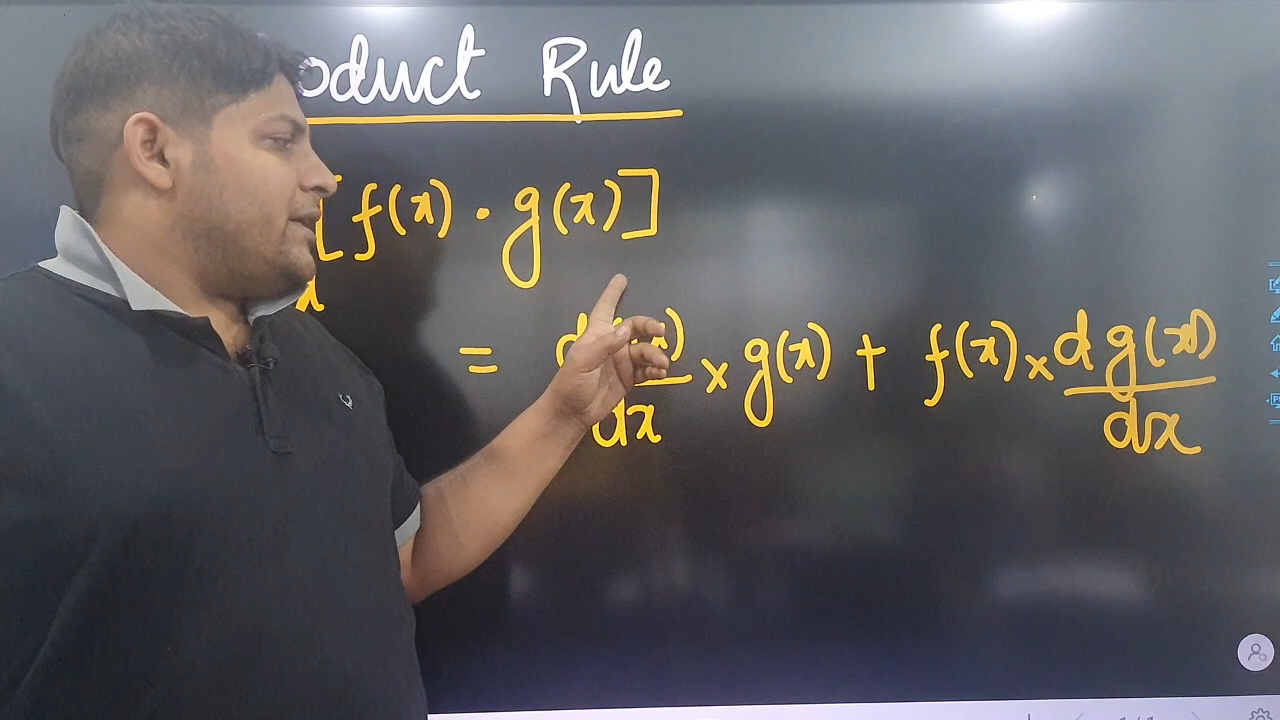 oduct Rule
[f(x) · g(x)]
x
= d (x)/dx × g(x) + f(x) × d g(x)/dx